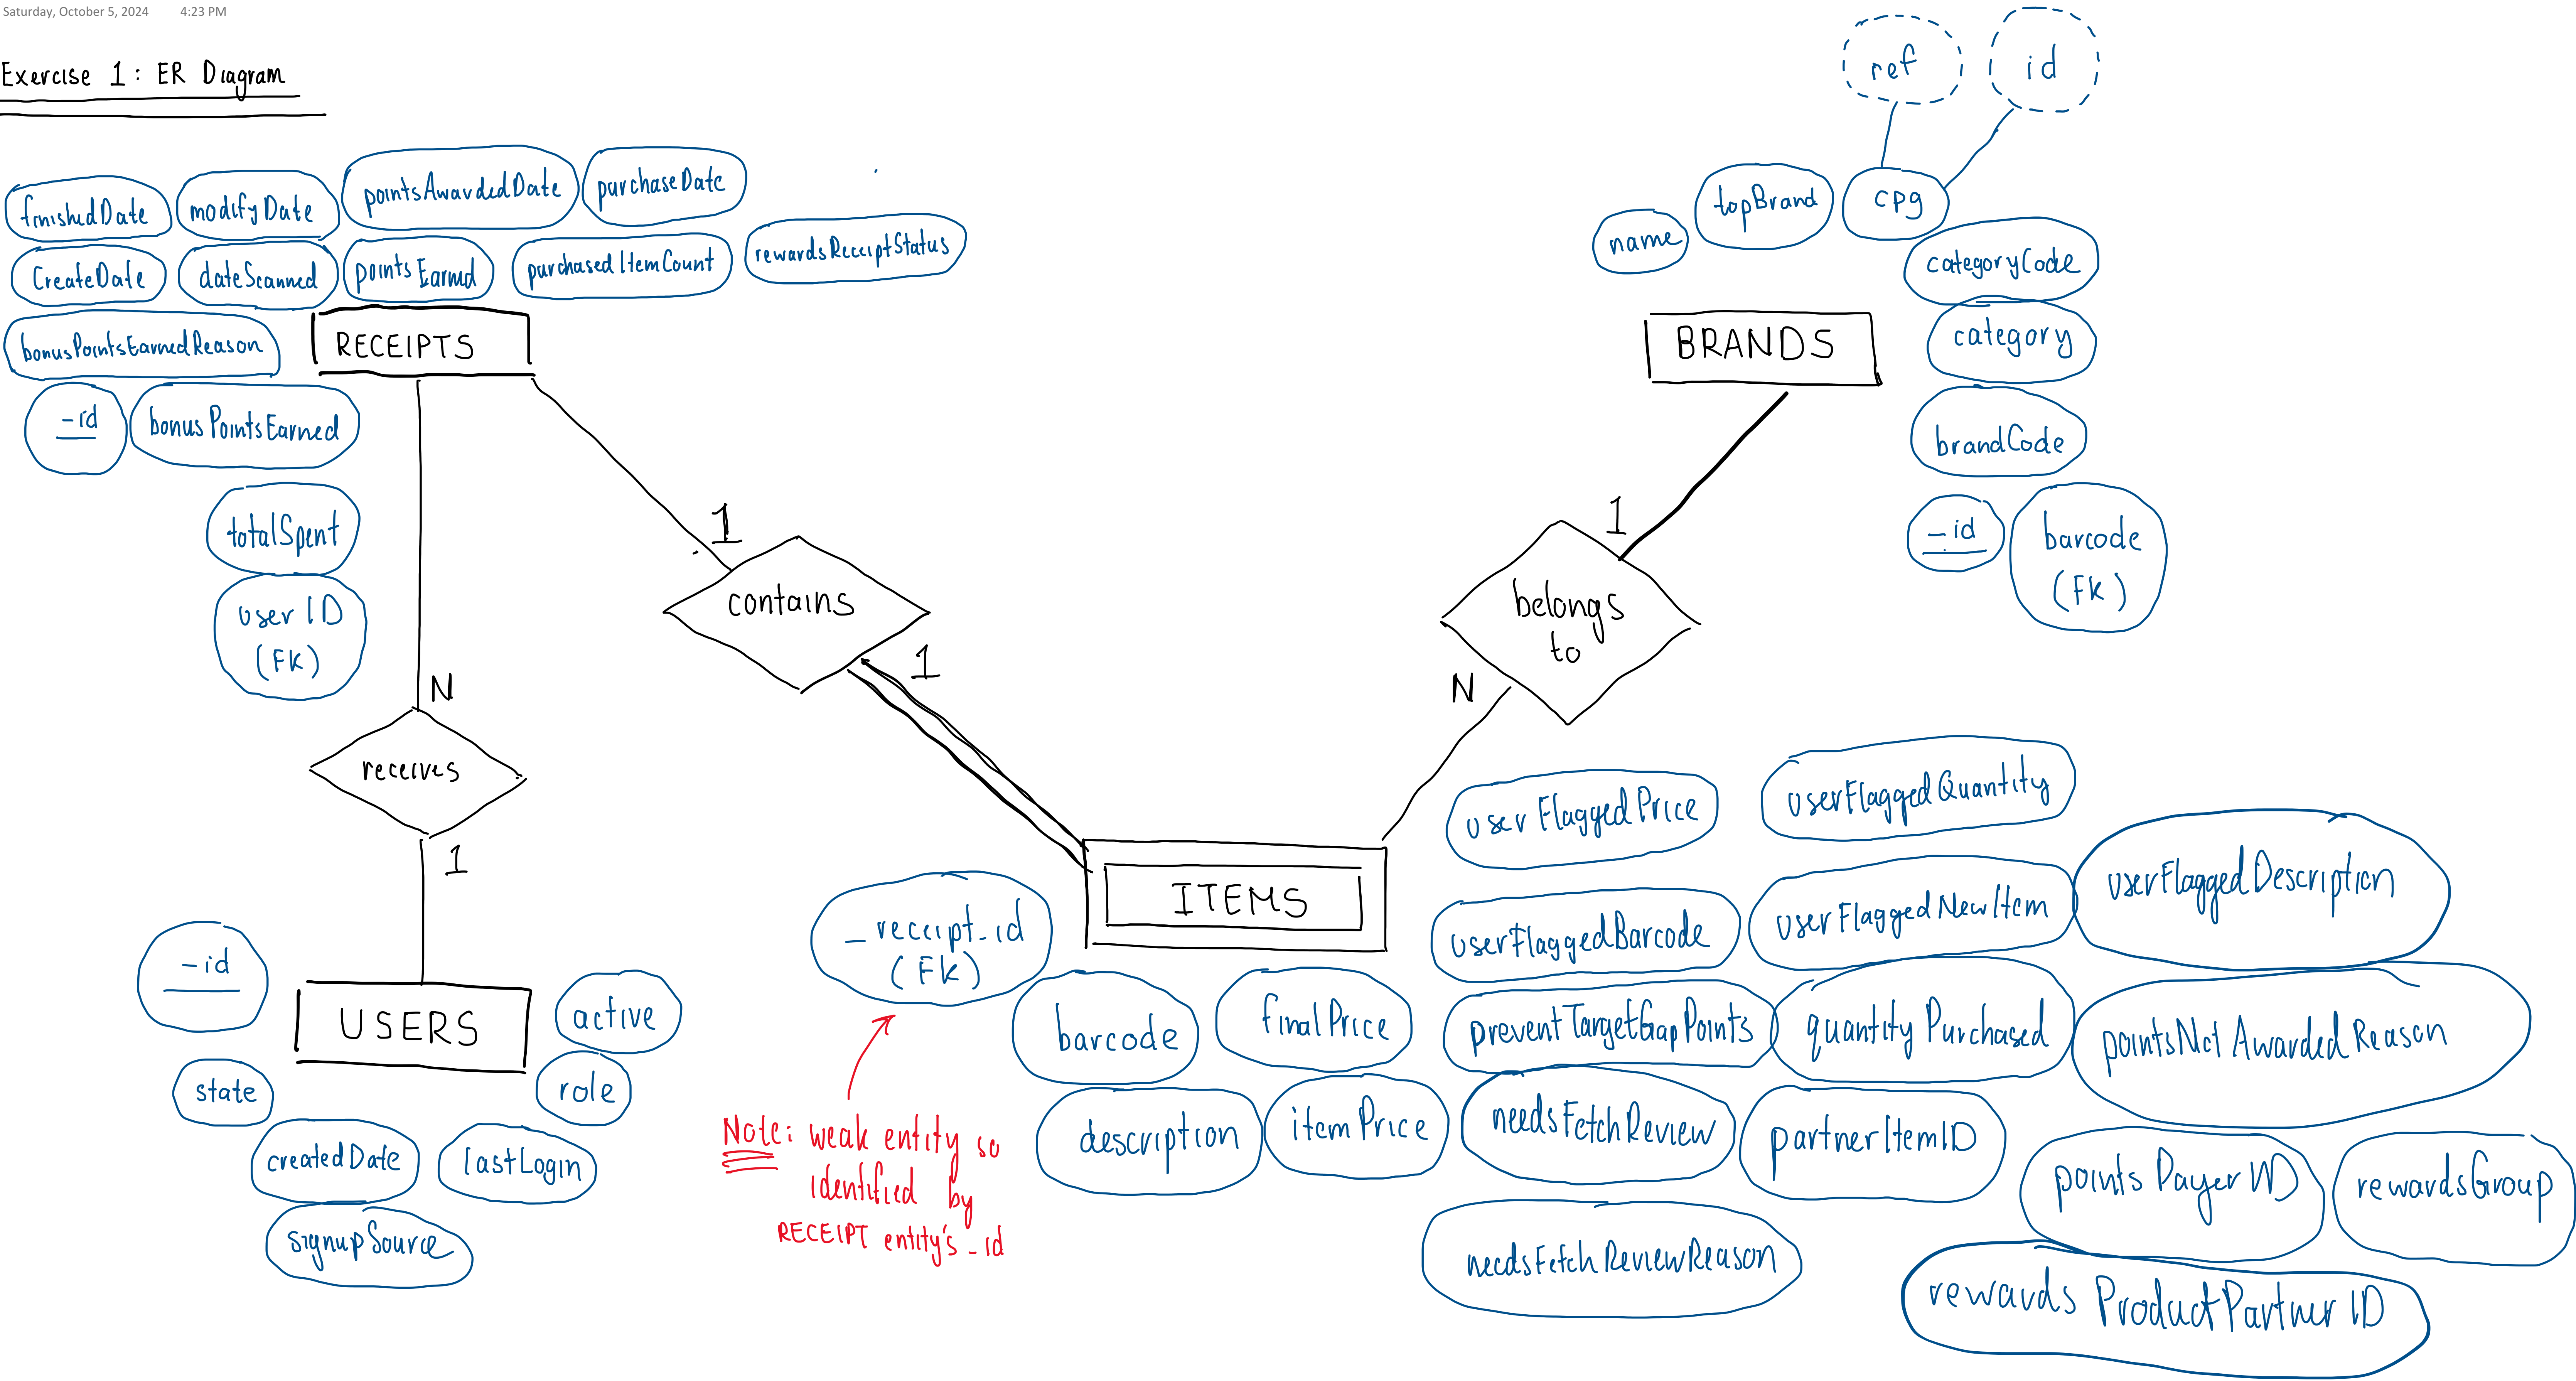 Saturday, October 5, 2024 4:23 PM
Exercise 1: ER Diagram
ref
id
finishedDate
modifyDate
pointsAwardedDate
purchaseDate
CreateDate
dateScanned
pointsEarned
purchasedItemCount
rewardsReceiptStatus
bonusPointsEarnedReason
RECEIPTS
_id
bonusPointsEarned
totalSpent
userID
(FK)
name
topBrand
cpg
categoryCode
BRANDS
category
brandCode
_id
barcode
(FK)
1
contains
1
1
belongs
to
N
N
receives
1
_id
USERS
active
state
role
createdDate
lastLogin
signupSource
ITEMS
_receipt_id
(FK)
barcode
finalPrice
description
itemPrice
Note: weak entity so
identified by
RECEIPT entity's _id
userFlaggedPrice
userFlaggedQuantity
userFlaggedDescription
userFlaggedBarcode
userFlaggedNewItem
preventTargetGapPoints
quantityPurchased
pointsNotAwardedReason
needsFetchReview
partnerItemID
pointsPayerID
rewardsGroup
needsFetchReviewReason
rewardsProductPartnerID